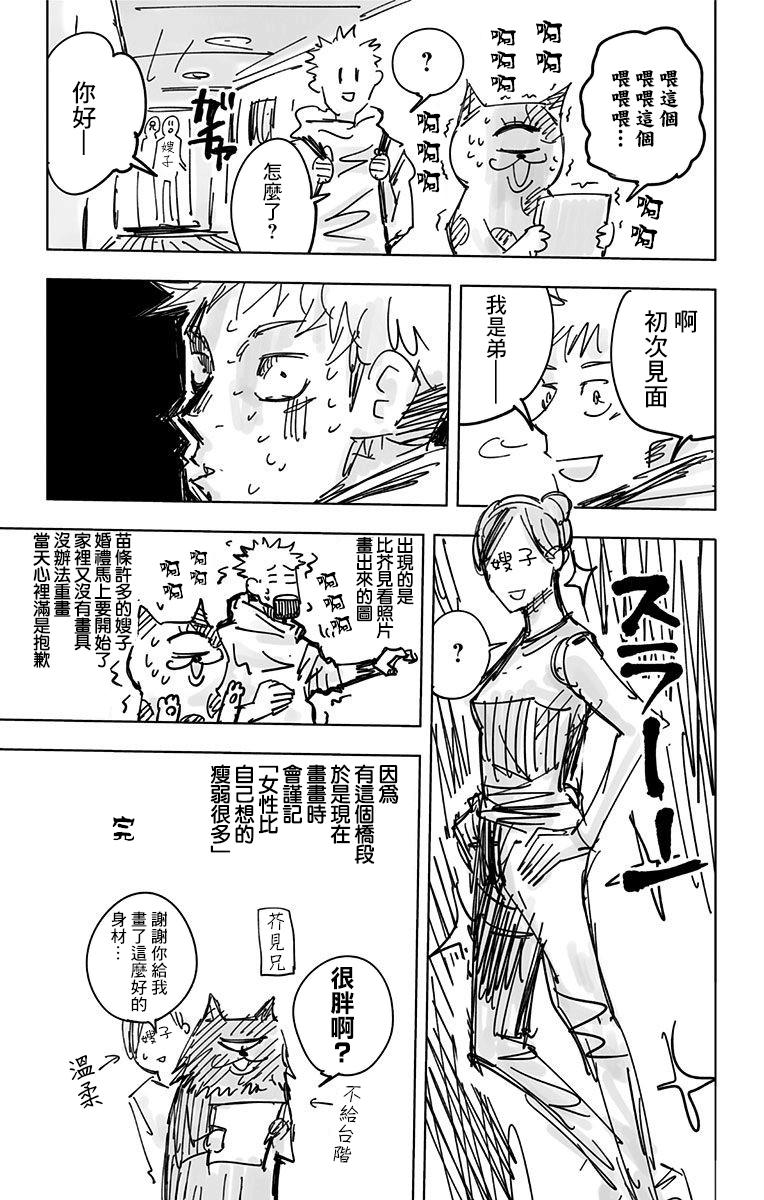 喂這個
喂喂這個
喂喂喂…
啊
啊
啊
啊
啊
?
啊
啊
啊
啊
啊
怎麼了?
ガチャ
嫂子
兄
你好—
啊
初次見面
我是弟—
スラーー
嫂子
?
出現的是
比芥見看照片
畫出來的圖
啊
啊
啊
啊
啊
苗條許多的嫂子
婚禮馬上要開始了
家裡又沒有畫具
沒辦法重畫
當天心裡滿是抱歉
因為
有這個橋段
於是現在
畫畫時
會謹記
「女性比
自己想的
瘦弱很多」
完
芥見兄
很胖啊?
不給台階
謝謝你給我
畫了這麼好的
身材…
嫂子
溫柔